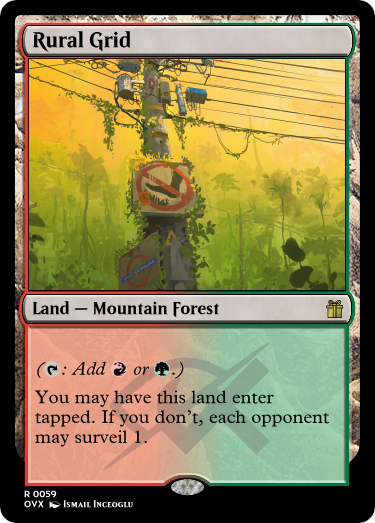 Rural Grid
Land — Mountain Forest
(T: Add R or G.)
You may have this land enter
tapped. If you don't, each opponent
may surveil 1.
R 0059
OVX Ismail Inceoglu